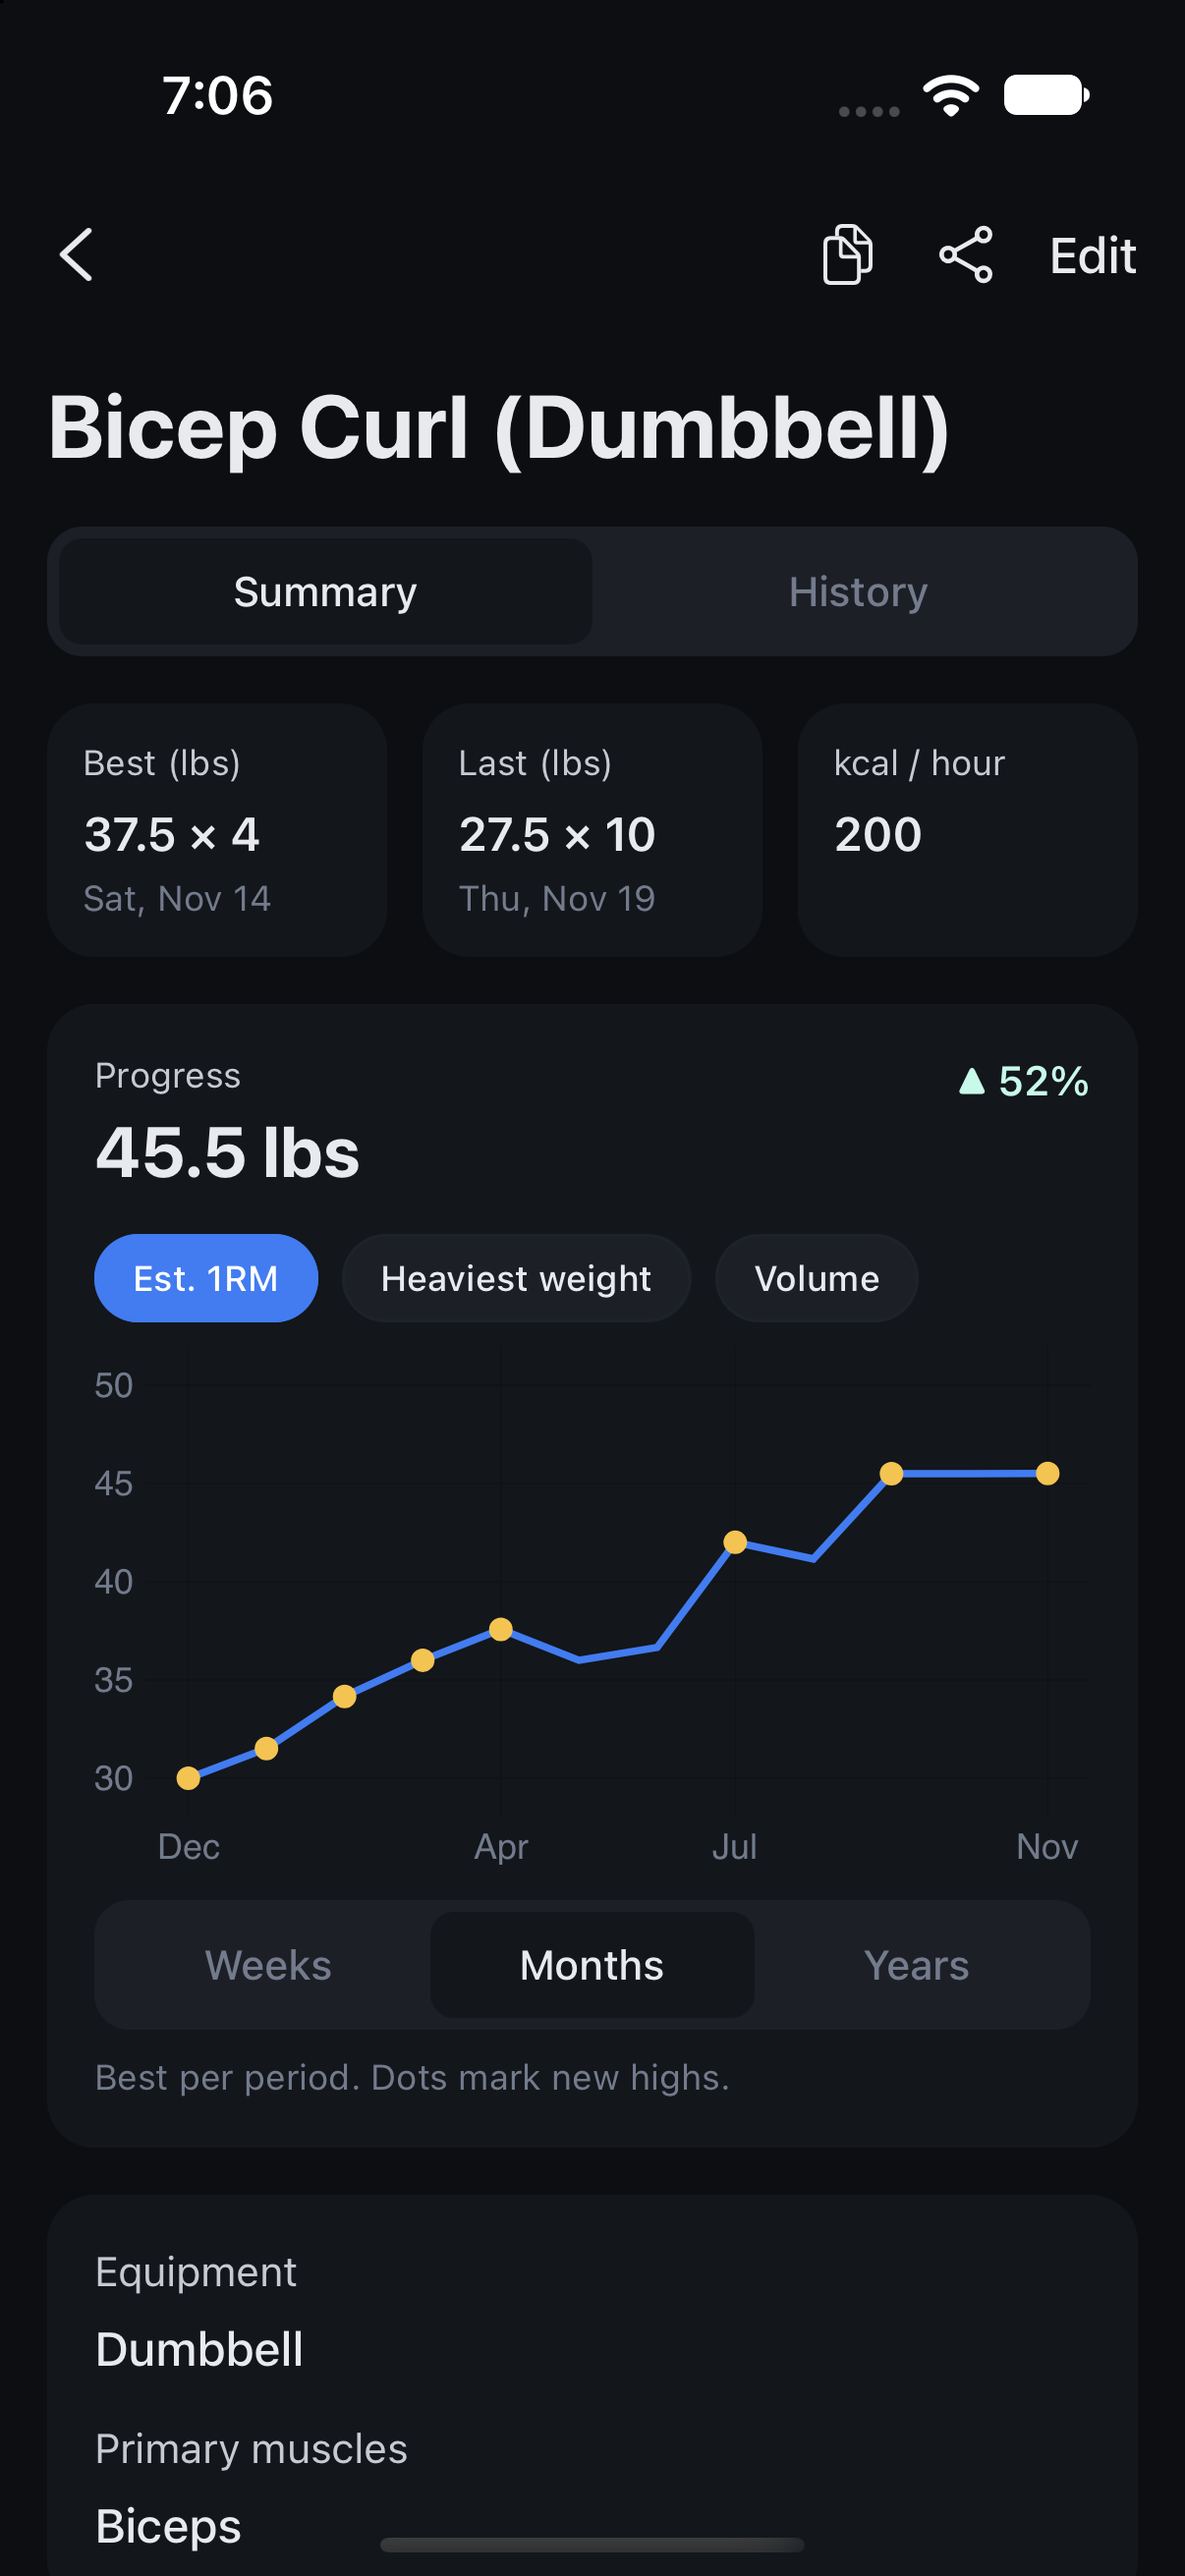 7:06
Edit
Bicep Curl (Dumbbell)
Summary History
Best (lbs) Last (lbs) kcal / hour
37.5 × 4 27.5 × 10 200
Sat, Nov 14 Thu, Nov 19
Progress 52%
45.5 lbs
Est. 1RM Heaviest weight Volume
50
45
40
35
30
Dec Apr Jul Nov
Weeks Months Years
Best per period. Dots mark new highs.
Equipment
Dumbbell
Primary muscles
Biceps